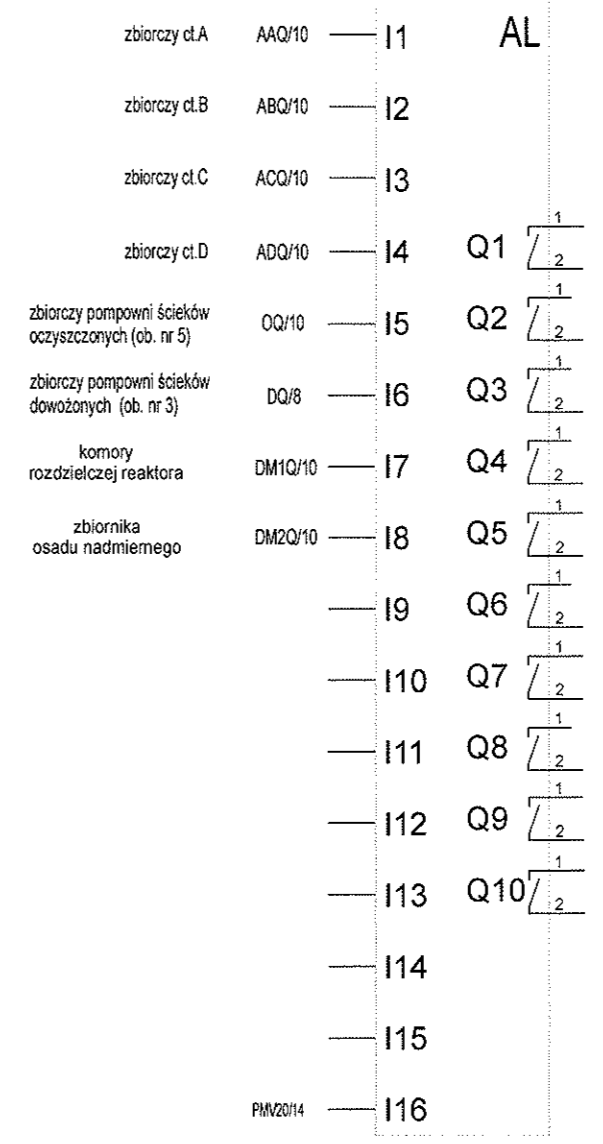 zbiorczy ct.A AAQ/10 I1 AL
zbiorczy ct.B ABQ/10 I2
zbiorczy ct.C ACQ/10 I3
zbiorczy ct.D ADQ/10 I4 Q1 1 2
zbiorczy pompowni ścieków
oczyszczonych (ob. nr 5) OQ/10 I5 Q2 1 2
zbiorczy pompowni ścieków
dowożonych (ob. nr 3) DQ/8 I6 Q3 1 2
komory
rozdzielczej reaktora DM1Q/10 I7 Q4 1 2
zbiornika
osadu nadmiernego DM2Q/10 I8 Q5 1 2
I9 Q6 1 2
I10 Q7 1 2
I11 Q8 1 2
I12 Q9 1 2
I13 Q10 1 2
I14
I15
PMV20/14 I16